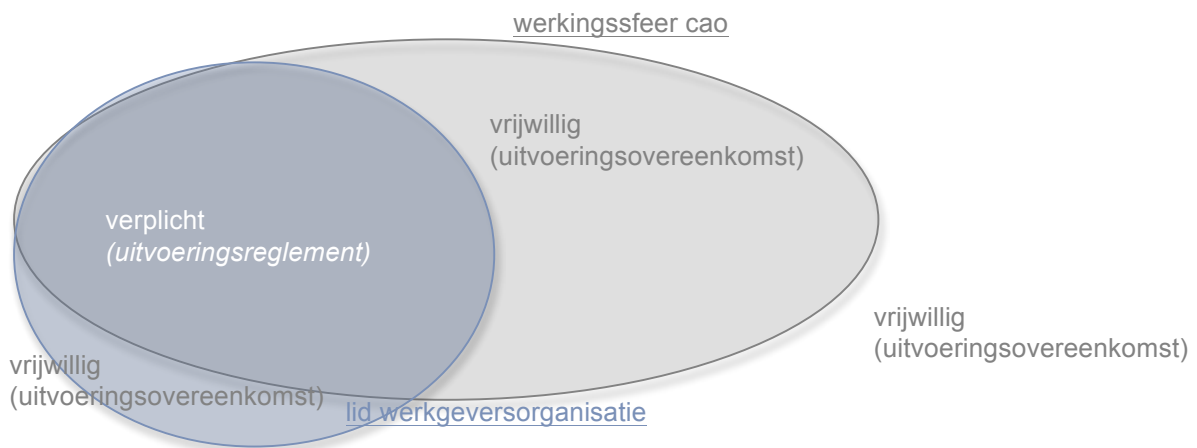 werkingssfeer cao
vrijwillig
(uitvoeringsovereenkomst)
verplicht
(uitvoeringsreglement)
vrijwillig
(uitvoeringsovereenkomst)
vrijwillig
(uitvoeringsovereenkomst)
lid werkgeversorganisatie